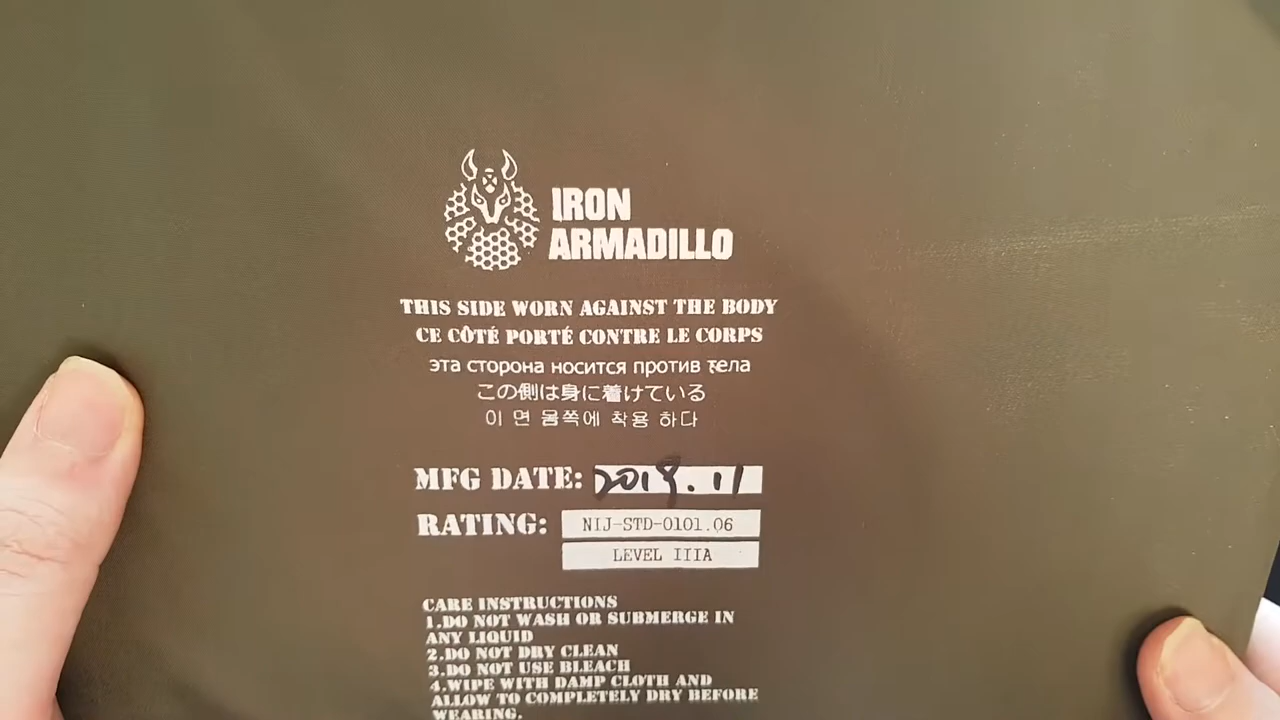 IRON
ARMADILLO
THIS SIDE WORN AGAINST THE BODY
CE CÔTÉ PORTÉ CONTRE LE CORPS
эта сторона носится против тела
この側は身に着けている
이 면 몸쪽에 착용 하다
MFG DATE: 2019.11
RATING: NIJ-STD-0101.06
LEVEL IIIA
CARE INSTRUCTIONS
1.DO NOT WASH OR SUBMERGE IN
ANY LIQUID
2.DO NOT DRY CLEAN
3.DO NOT USE BLEACH
4.WIPE WITH DAMP CLOTH AND
ALLOW TO COMPLETELY DRY BEFORE
WEARING.